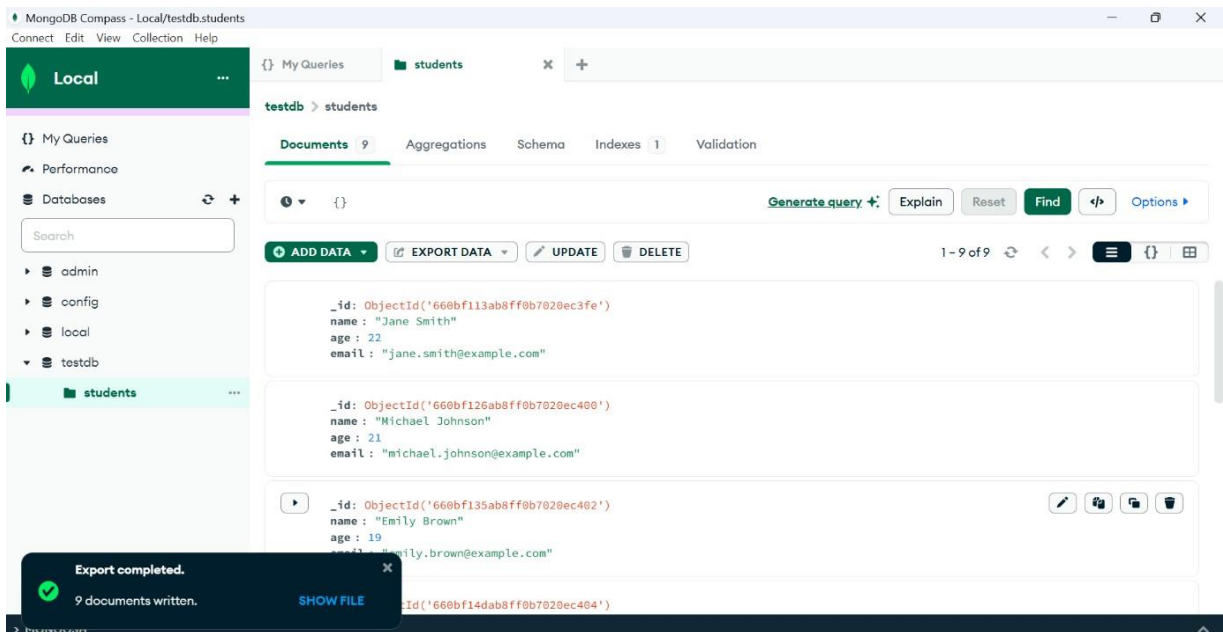 MongoDB Compass - Local/testdb.students
Connect Edit View Collection Help
Local
{} My Queries
students
testdb > students
{} My Queries
Performance
Databases
Search
admin
config
local
testdb
students
Documents 9 Aggregations Schema Indexes 1 Validation
{}
Generate query Explain Reset Find </> Options
ADD DATA EXPORT DATA UPDATE DELETE
1 – 9 of 9 {}
_id: ObjectId('660bf113ab8ff0b7020ec3fe')
name : "Jane Smith"
age : 22
email : "jane.smith@example.com"
_id: ObjectId('660bf126ab8ff0b7020ec400')
name : "Michael Johnson"
age : 21
email : "michael.johnson@example.com"
_id: ObjectId('660bf135ab8ff0b7020ec402')
name : "Emily Brown"
age : 19
"emily.brown@example.com"
'660bf14dab8ff0b7020ec404')
Export completed.
9 documents written. SHOW FILE